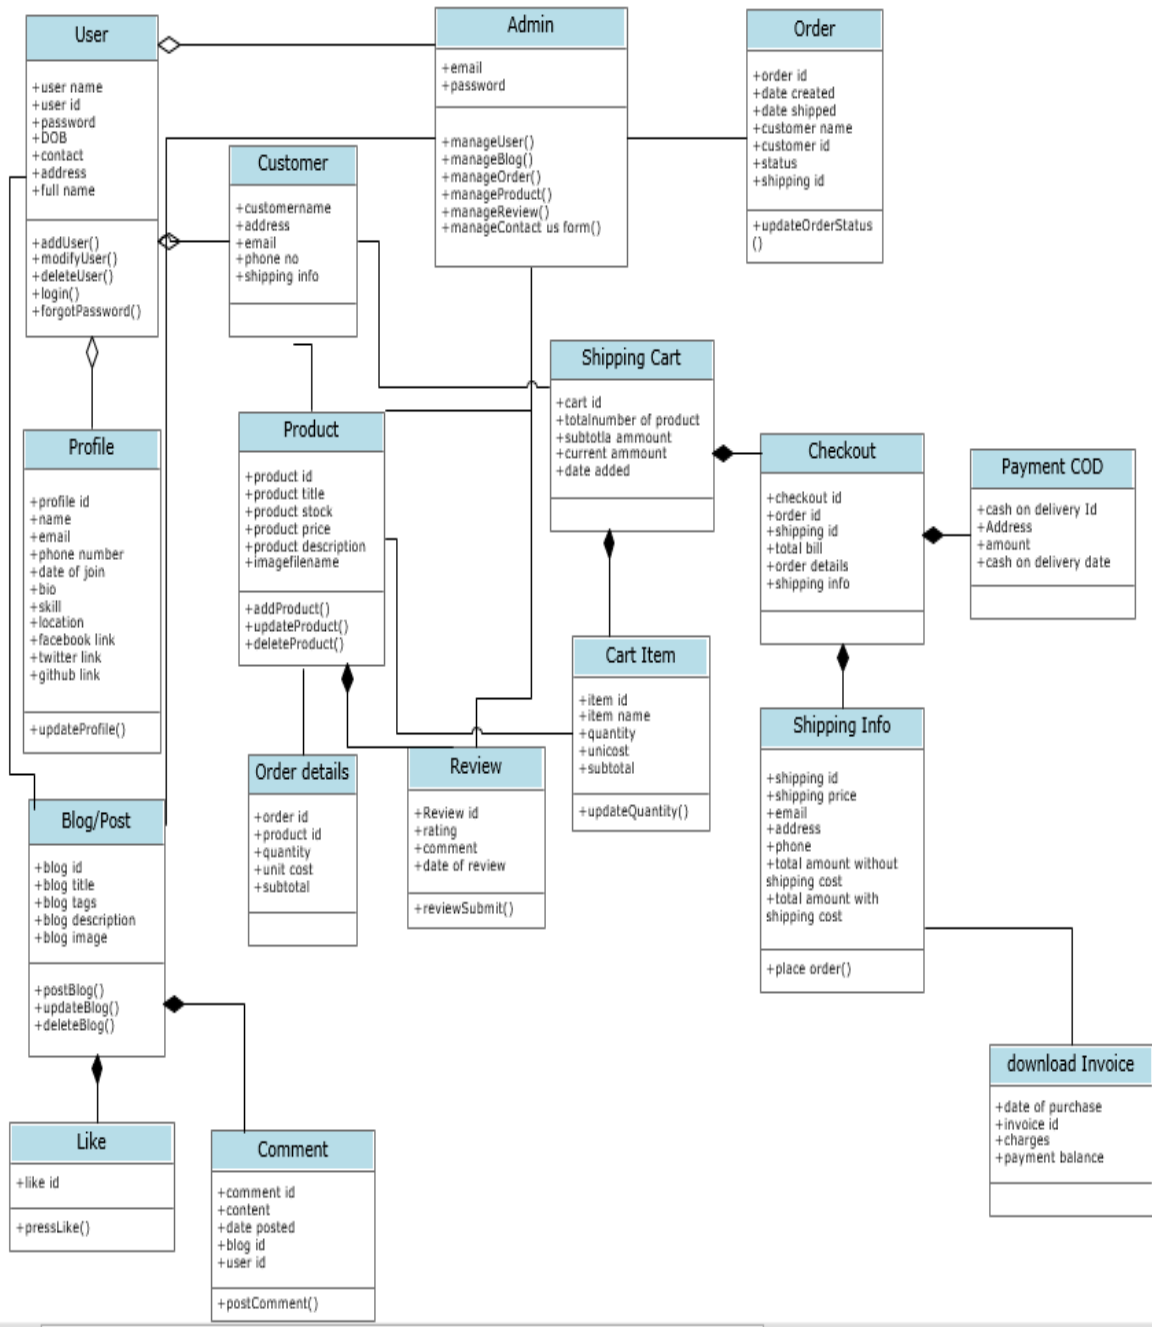 User
+user name
+user id
+password
+DOB
+contact
+address
+full name
+addUser()
+modifyUser()
+deleteUser()
+login()
+forgotPassword()
Admin
+email
+password
+manageUser()
+manageBlog()
+manageOrder()
+manageProduct()
+manageReview()
+manageContact us form()
Order
+order id
+date created
+date shipped
+customer name
+customer id
+status
+shipping id
+updateOrderStatus
()
Customer
+customername
+address
+email
+phone no
+shipping info
Shipping Cart
+cart id
+totalnumber of product
+subtotla ammount
+current ammount
+date added
Product
+product id
+product title
+product stock
+product price
+product description
+imagefilename
+addProduct()
+updateProduct()
+deleteProduct()
Profile
+profile id
+name
+email
+phone number
+date of join
+bio
+skill
+location
+facebook link
+twitter link
+github link
+updateProfile()
Checkout
+checkout id
+order id
+shipping id
+total bill
+order details
+shipping info
Payment COD
+cash on delivery Id
+Address
+amount
+cash on delivery date
Cart Item
+item id
+item name
+quantity
+unicost
+subtotal
+updateQuantity()
Shipping Info
+shipping id
+shipping price
+email
+address
+phone
+total amount without
shipping cost
+total amount with
shipping cost
+place order()
Order details
+order id
+product id
+quantity
+unit cost
+subtotal
Review
+Review id
+rating
+comment
+date of review
+reviewSubmit()
Blog/Post
+blog id
+blog title
+blog tags
+blog description
+blog image
+postBlog()
+updateBlog()
+deleteBlog()
download Invoice
+date of purchase
+invoice id
+charges
+payment balance
Like
+like id
+pressLike()
Comment
+comment id
+content
+date posted
+blog id
+user id
+postComment()